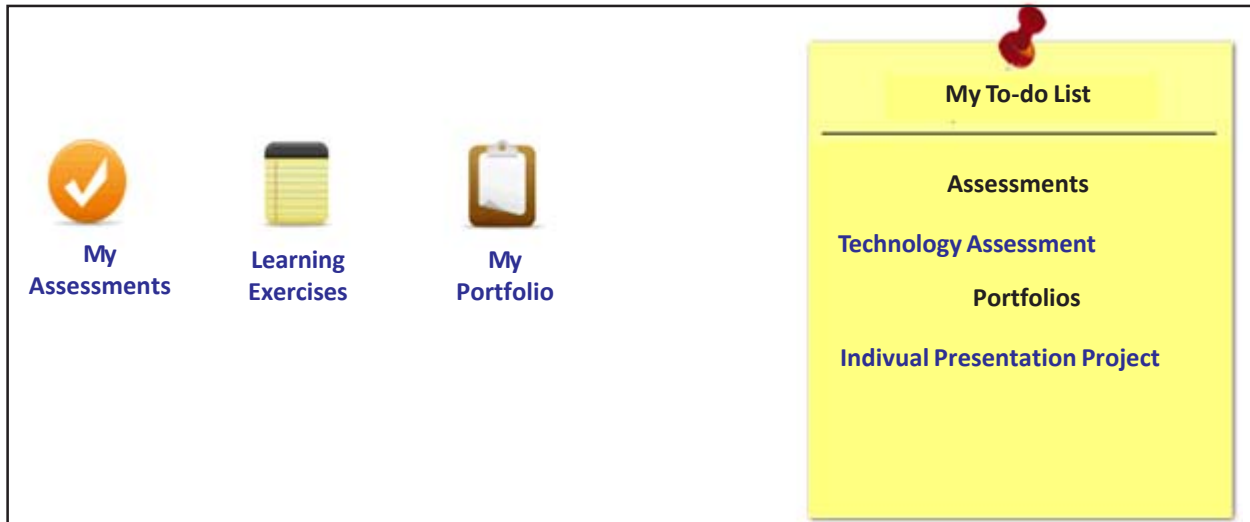 My
Assessments
Learning
Exercises
My
Portfolio
My To-do List
Assessments
Technology Assessment
Portfolios
Indivual Presentation Project